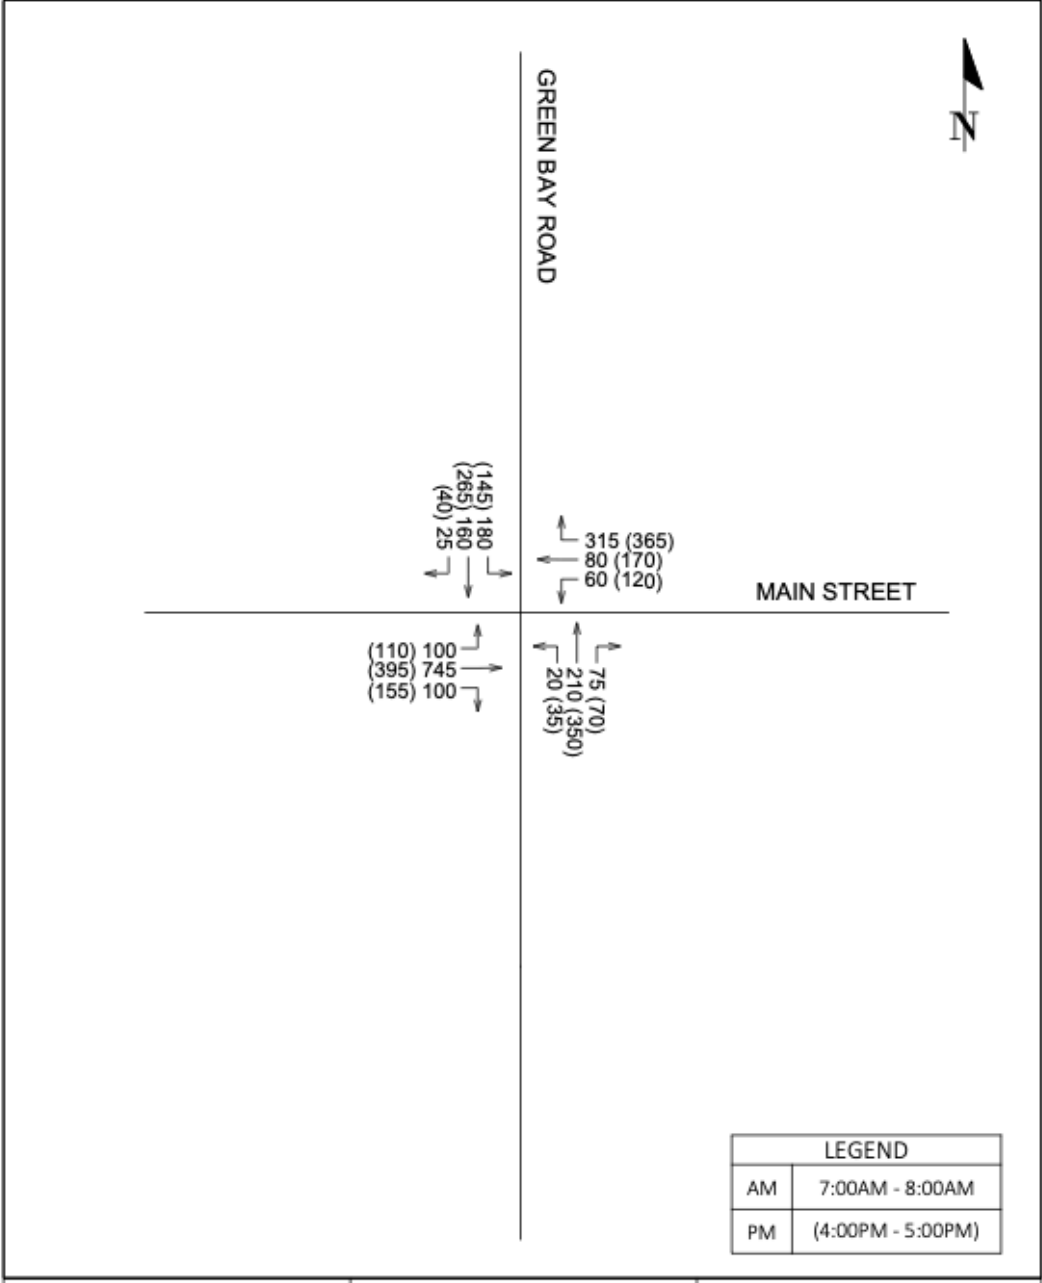 N
GREEN BAY ROAD
(145) 180
(265) 160
(40) 25
315 (365)
80 (170)
60 (120)
MAIN STREET
(110) 100
(395) 745
(155) 100
75 (70)
210 (350)
20 (35)
LEGEND
AM 7:00AM - 8:00AM
PM (4:00PM - 5:00PM)